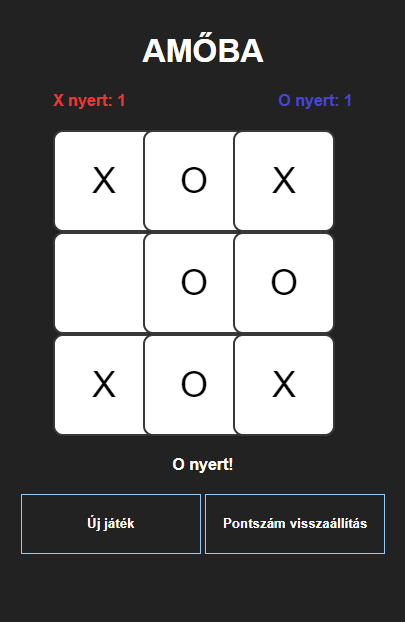 AMŐBA
X nyert: 1 O nyert: 1
X O X
O O
X O X
O nyert!
Új játék Pontszám visszaállítás